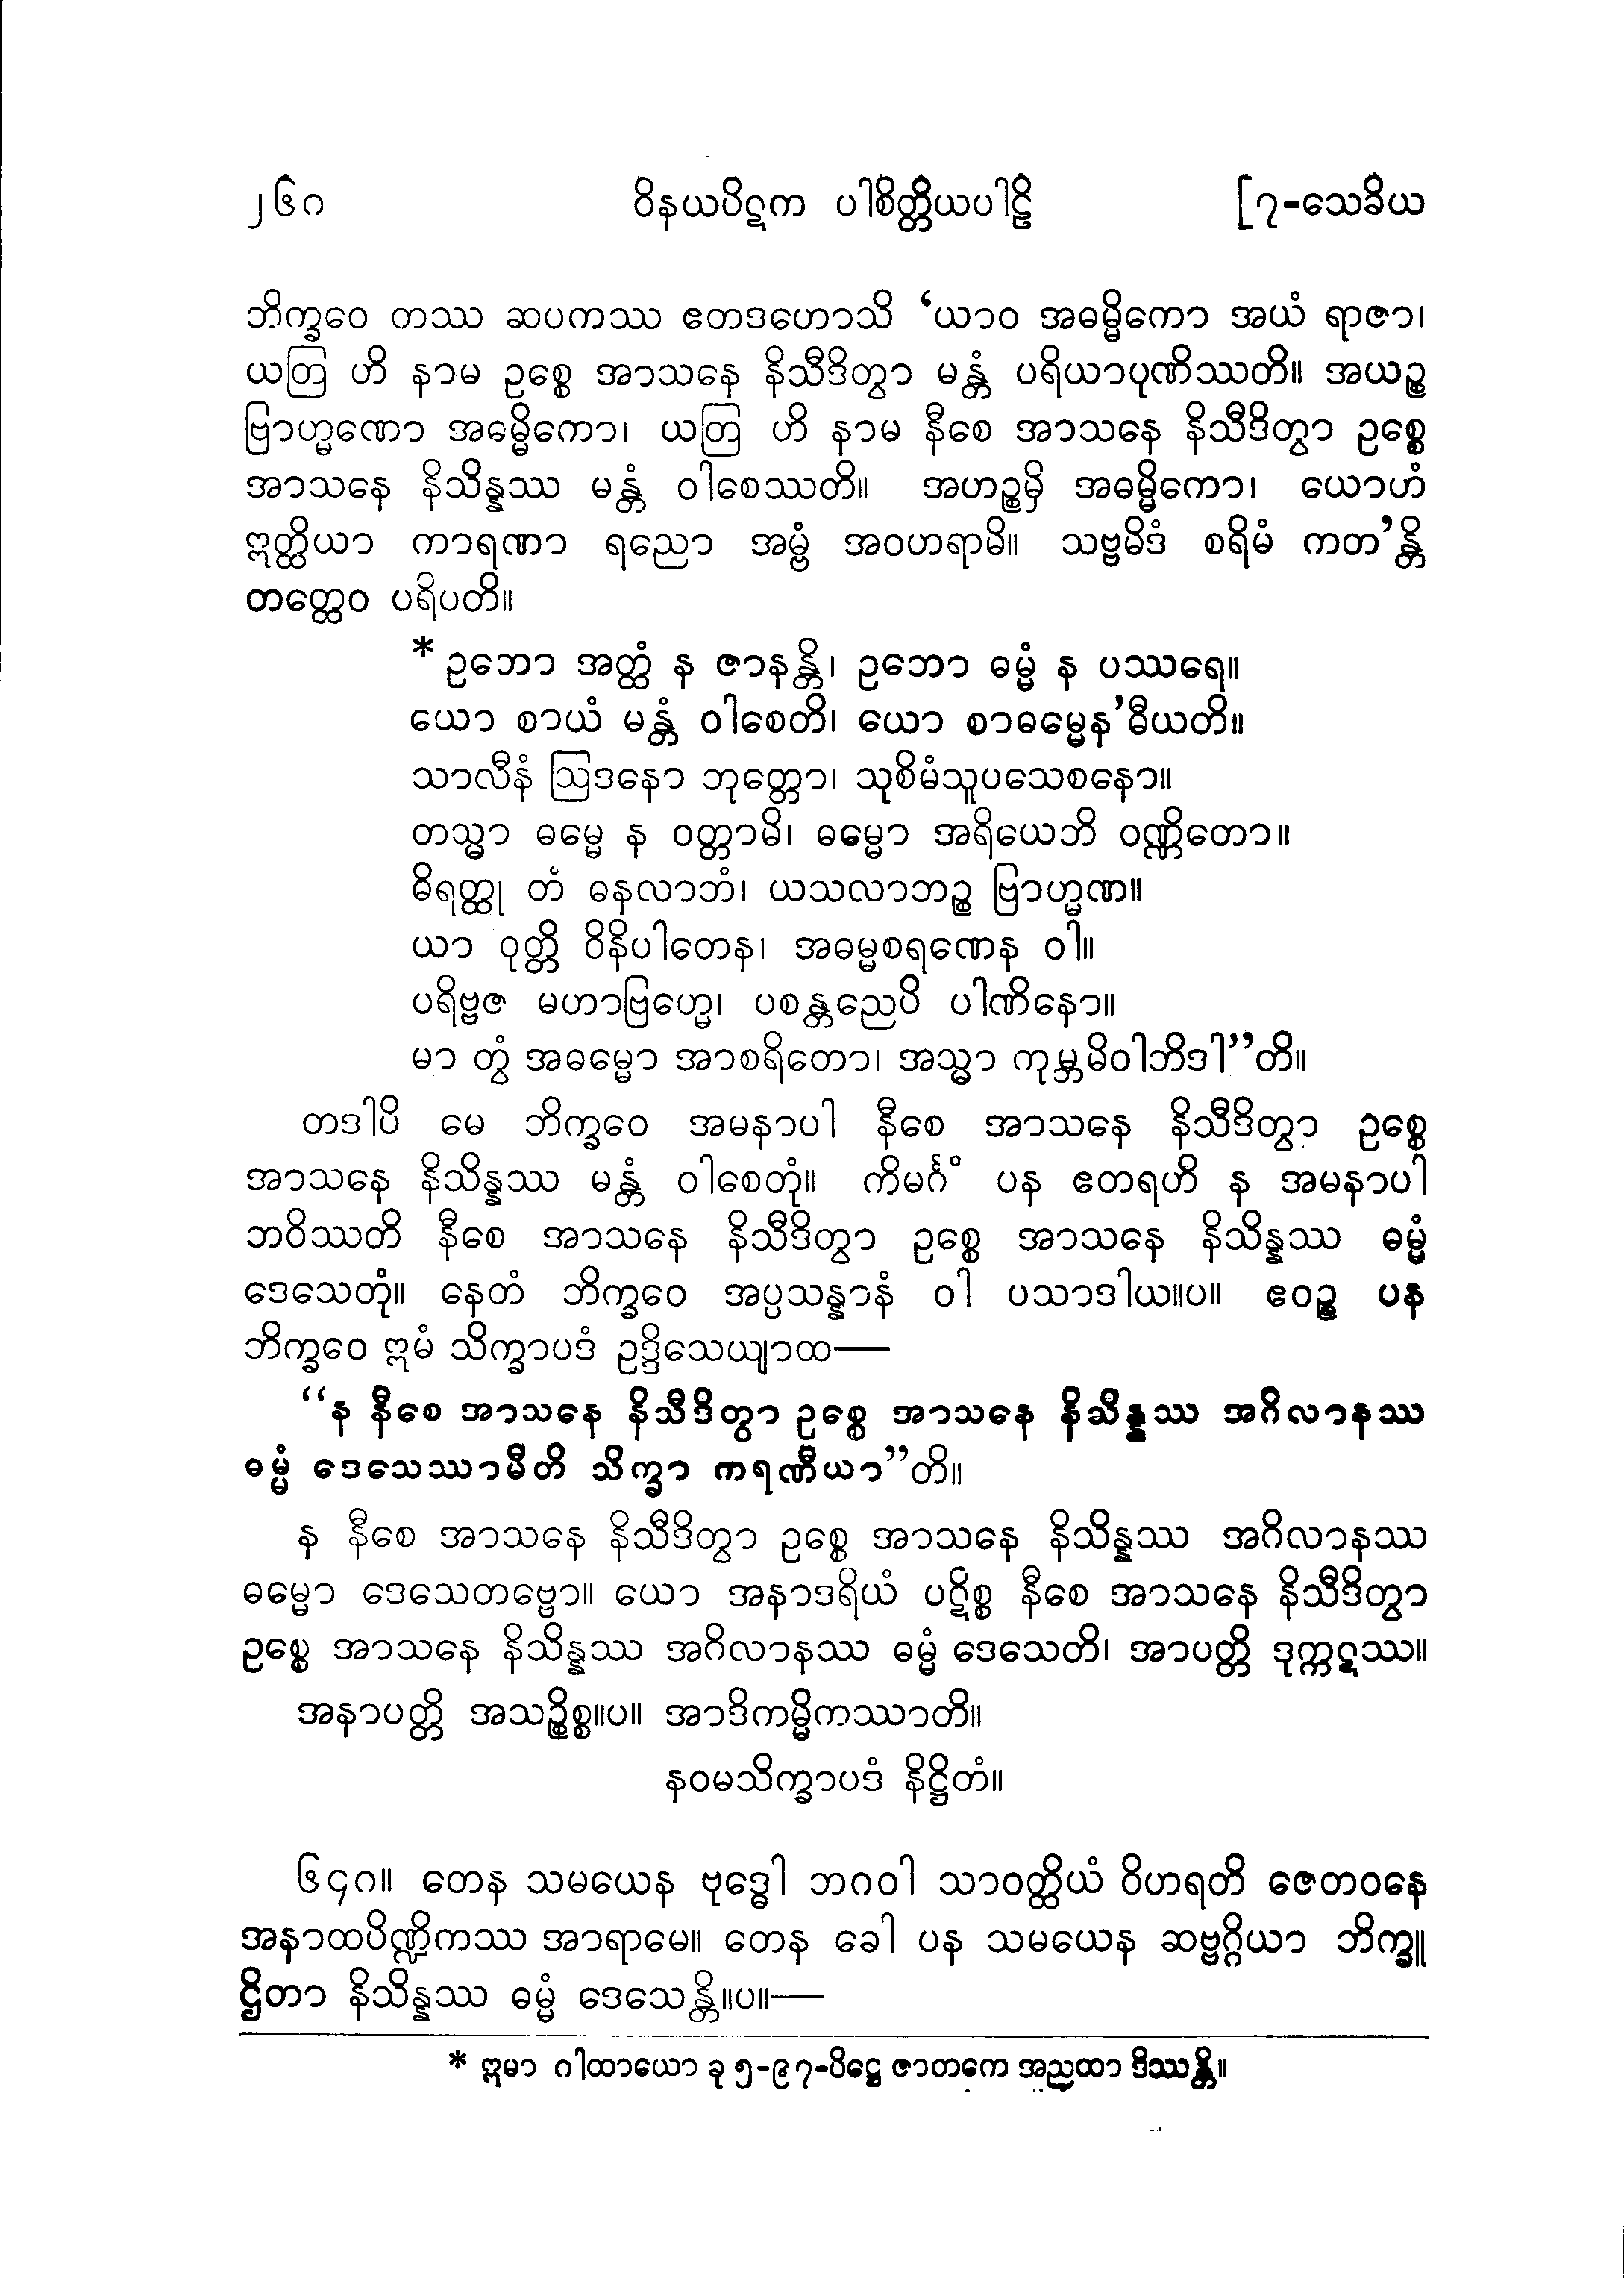 ၂၆ဝ ဝိနယပိဋက ပါစိတ္တိယပါဠိ [၇-သေခိယ
ဘိက္ခဝေ တဿ ဆပကဿ ဧတဒဟောသိ ‘ယာဝ အဓမ္မိကော အယံ ရာဇာ၊
ယတြ ဟိ နာမ ဥစ္စေ အာသနေ နိသီဒိတွာ မန္တံ ပရိယာပုဏိဿတိ။ အယဉ္စ
ဗြာဟ္မဏော အဓမ္မိကော၊ ယတြ ဟိ နာမ နီစေ အာသနေ နိသီဒိတွာ ဥစ္စေ
အာသနေ နိသိန္နဿ မန္တံ ဝါစေဿတိ။ အဟဉ္စမှိ အဓမ္မိကော၊ ယောဟံ
ဣတ္ထိယာ ကာရဏာ ရညော အမ္ဗံ အဝဟရာမိ။ သဗ္ဗမိဒံ စရိမံ ကတ’န္တိ
တတ္ထေဝ ပရိပတိ။
* ဥဘော အတ္ထံ န ဇာနန္တိ၊ ဥဘော ဓမ္မံ န ပဿရေ။
ယော စာယံ မန္တံ ဝါစေတိ၊ ယော စာဓမ္မေန’ဓီယတိ။
သာလီနံ ဩဒနော ဘုတ္တော၊ သုစိမံသူပသေစနော။
တသ္မာ ဓမ္မေ န ဝတ္တာမိ၊ ဓမ္မော အရိယေဘိ ဝဏ္ဏိတော။
ဓိရတ္ထု တံ ဓနလာဘံ၊ ယသလာဘဉ္စ ဗြာဟ္မဏ။
ယာ ဝုတ္တိ ဝိနိပါတေန၊ အဓမ္မစရဏေန ဝါ။
ပရိဗ္ဗဇ မဟာဗြဟ္မေ၊ ပစန္တညေပိ ပါဏိနော။
မာ တွံ အဓမ္မော အာစရိတော၊ အသ္မာ ကုမ္ဘမိဝါဘိဒါ”တိ။
တဒါပိ မေ ဘိက္ခဝေ အမနာပါ နီစေ အာသနေ နိသီဒိတွာ ဥစ္စေ
အာသနေ နိသိန္နဿ မန္တံ ဝါစေတုံ။ ကိမင်္ဂံ ပန ဧတရဟိ န အမနာပါ
ဘဝိဿတိ နီစေ အာသနေ နိသီဒိတွာ ဥစ္စေ အာသနေ နိသိန္နဿ ဓမ္မံ
ဒေသေတုံ။ နေတံ ဘိက္ခဝေ အပ္ပသန္နာနံ ဝါ ပသာဒါယ။ပ။ ဧဝဉ္စ ပန
ဘိက္ခဝေ ဣမံ သိက္ခာပဒံ ဥဒ္ဒိသေယျာထ—
“န နီစေ အာသနေ နိသီဒိတွာ ဥစ္စေ အာသနေ နိသိန္နဿ အဂိလာနဿ
ဓမ္မံ ဒေသေဿာမီတိ သိက္ခာ ကရဏီယာ”တိ။
န နီစေ အာသနေ နိသီဒိတွာ ဥစ္စေ အာသနေ နိသိန္နဿ အဂိလာနဿ
ဓမ္မော ဒေသေတဗ္ဗော။ ယော အနာဒရိယံ ပဋိစ္စ နီစေ အာသနေ နိသီဒိတွာ
ဥစ္စေ အာသနေ နိသိန္နဿ အဂိလာနဿ ဓမ္မံ ဒေသေတိ၊ အာပတ္တိ ဒုက္ကဋဿ။
အနာပတ္တိ အသဉ္စိစ္စ။ပ။ အာဒိကမ္မိကဿာတိ။
နဝမသိက္ခာပဒံ နိဋ္ဌိတံ။
၆၄ဝ။ တေန သမယေန ဗုဒ္ဓေါ ဘဂဝါ သာဝတ္ထိယံ ဝိဟရတိ ဇေတဝနေ
အနာထပိဏ္ဍိကဿ အာရာမေ။ တေန ခေါ ပန သမယေန ဆဗ္ဗဂ္ဂိယာ ဘိက္ခူ
ဌိတာ နိသိန္နဿ ဓမ္မံ ဒေသေန္တိ။ပ။—
* ဣမာ ဂါထာယော ခု ၅-၉၇-ပိဋ္ဌေ ဇာတကေ အညထာ ဒိဿန္တိ။